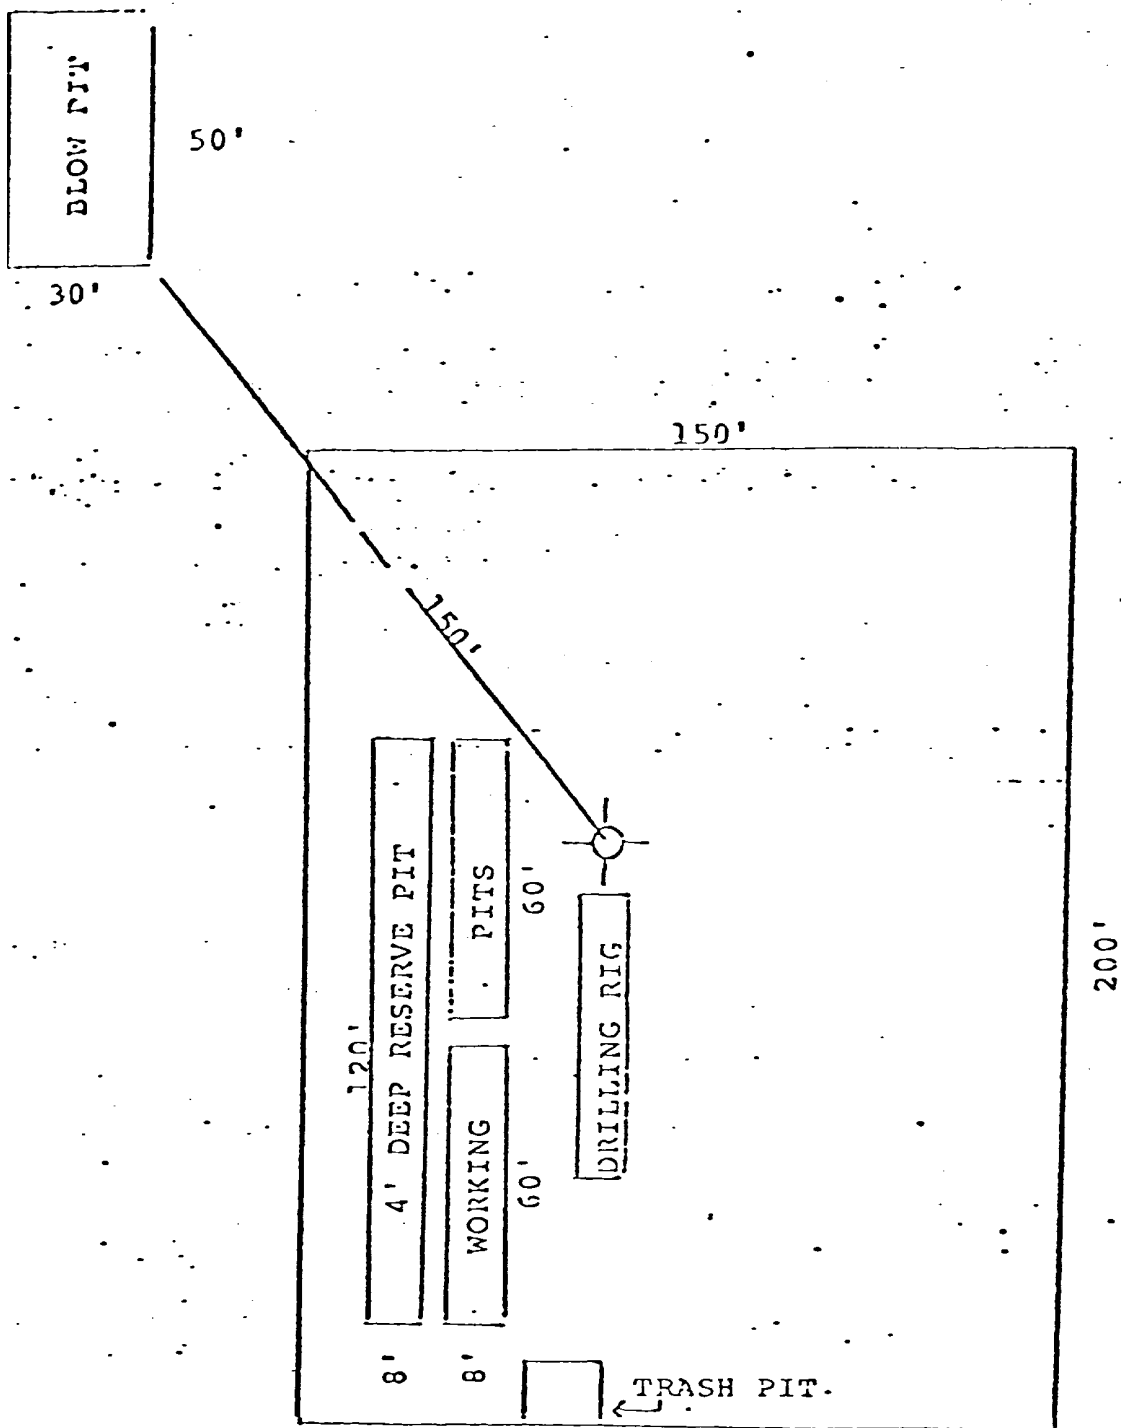 BLOW PIT
50'
30'
150'
150'
4' DEEP RESERVE PIT
120'
PITS
60'
WORKING
60'
DRILLING RIG
200'
8'
8'
TRASH PIT.